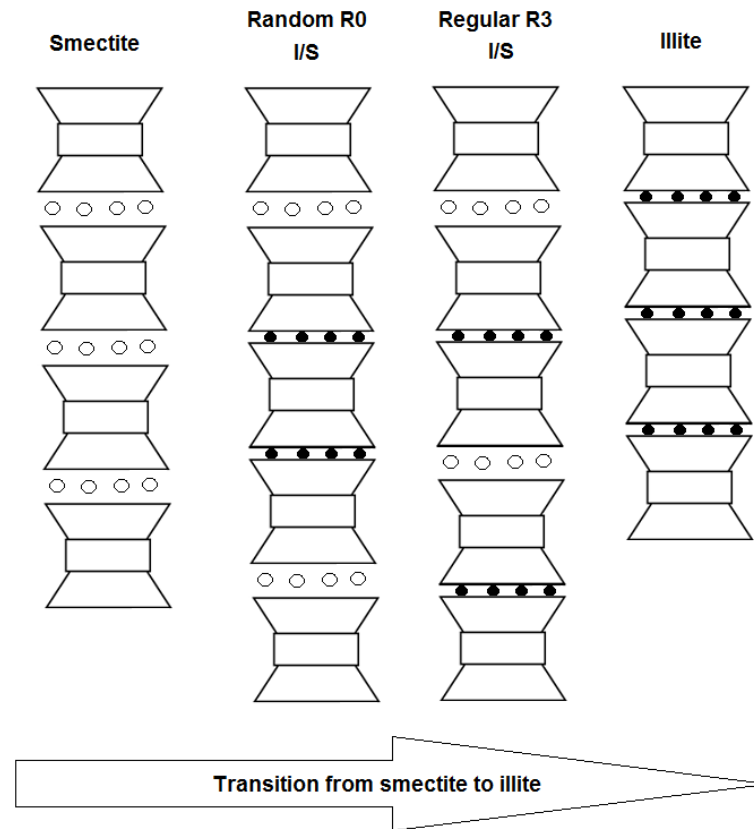 Smectite
Random R0
I/S
Regular R3
I/S
Illite
Transition from smectite to illite